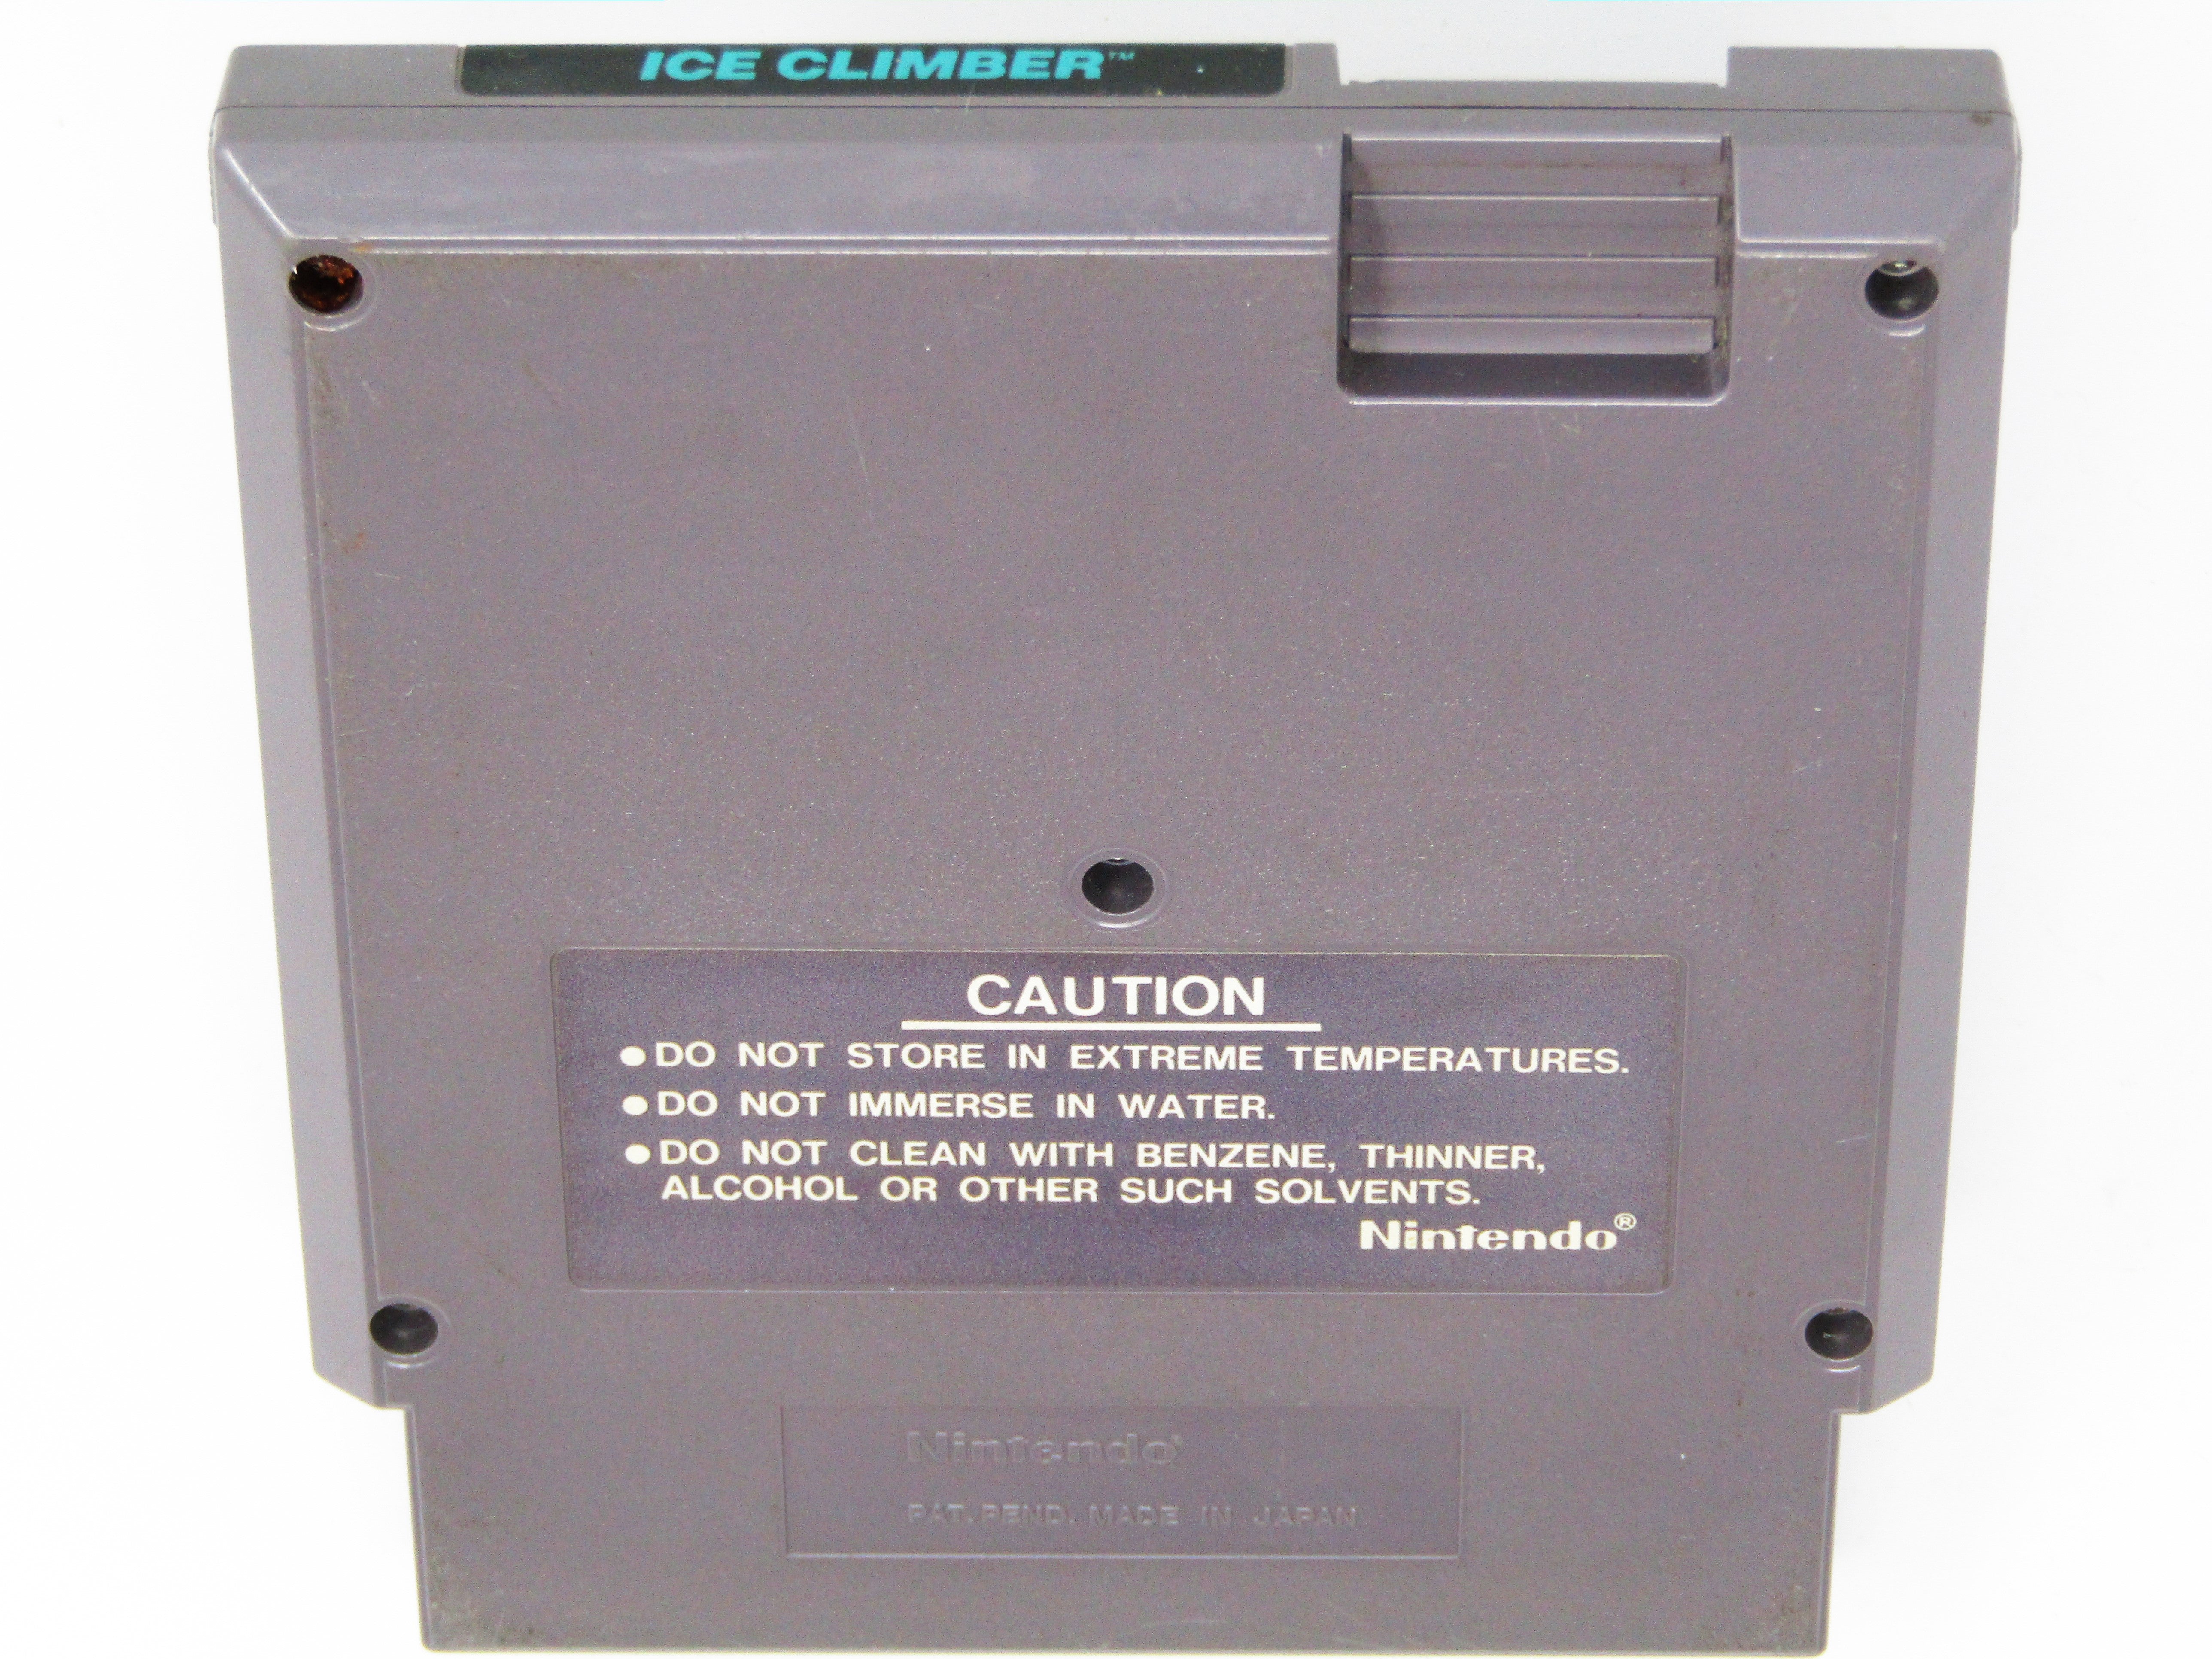 ICE CLIMBER™
CAUTION
●DO NOT STORE IN EXTREME TEMPERATURES.
●DO NOT IMMERSE IN WATER.
●DO NOT CLEAN WITH BENZENE, THINNER,
ALCOHOL OR OTHER SUCH SOLVENTS.
Nintendo®
Nintendo®
PAT. PEND. MADE IN JAPAN